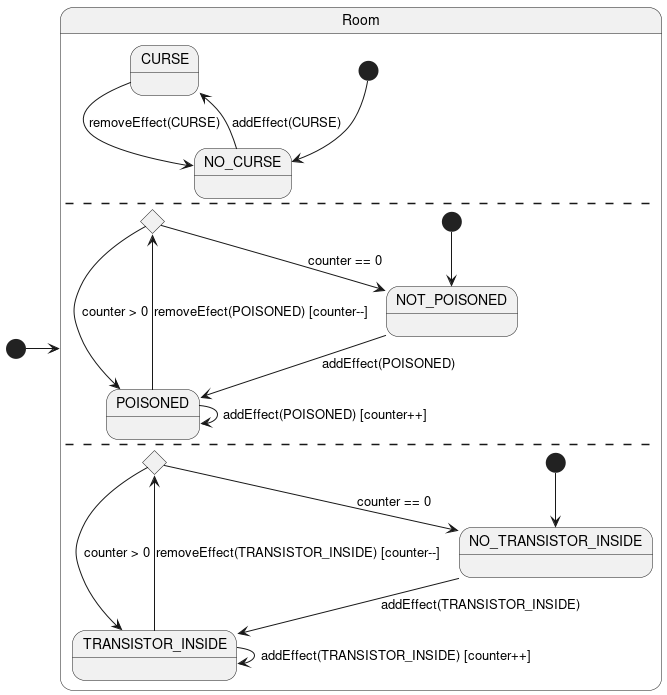 Room
CURSE
removeEffect(CURSE)
addEffect(CURSE)
NO_CURSE
counter == 0
NOT_POISONED
counter > 0
removeEfect(POISONED) [counter--]
addEffect(POISONED)
POISONED
addEffect(POISONED) [counter++]
counter == 0
NO_TRANSISTOR_INSIDE
counter > 0
removeEffect(TRANSISTOR_INSIDE) [counter--]
addEffect(TRANSISTOR_INSIDE)
TRANSISTOR_INSIDE
addEffect(TRANSISTOR_INSIDE) [counter++]